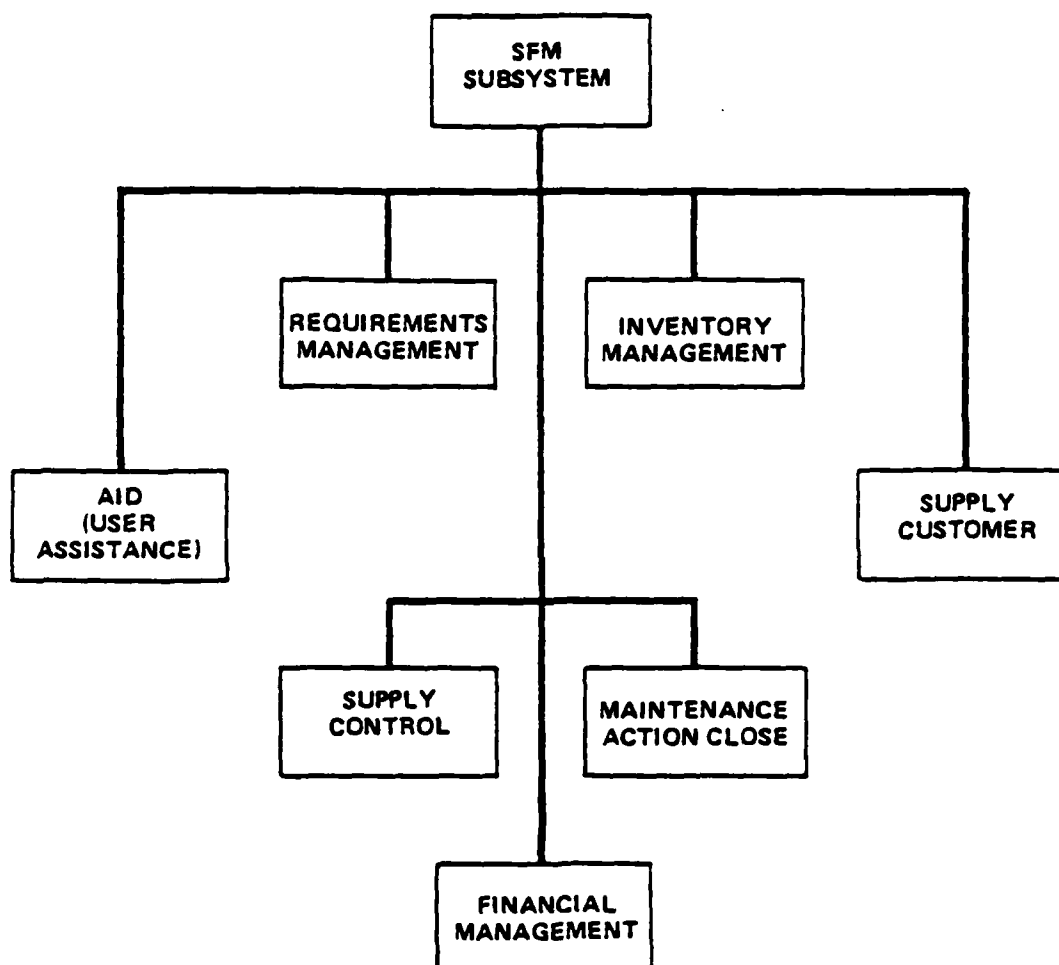 SFM
SUBSYSTEM
REQUIREMENTS
MANAGEMENT
INVENTORY
MANAGEMENT
AID
(USER
ASSISTANCE)
SUPPLY
CUSTOMER
SUPPLY
CONTROL
MAINTENANCE
ACTION CLOSE
FINANCIAL
MANAGEMENT